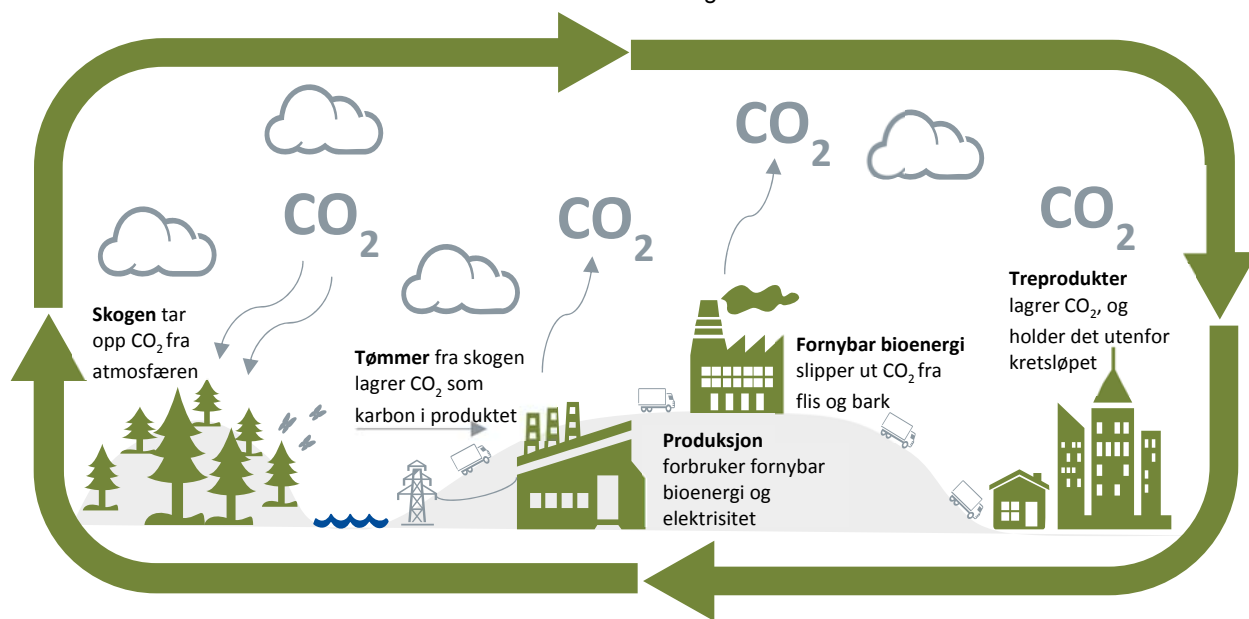 g
CO₂
CO₂
CO₂
CO₂
Skogen tar
opp CO₂ fra
atmosfæren
Tømmer fra skogen
lagrer CO₂ som
karbon i produktet
Produksjon
forbruker fornybar
bioenergi og
elektrisitet
Fornybar bioenergi
slipper ut CO₂ fra
flis og bark
Treprodukter
lagrer CO₂, og
holder det utenfor
kretsløpet